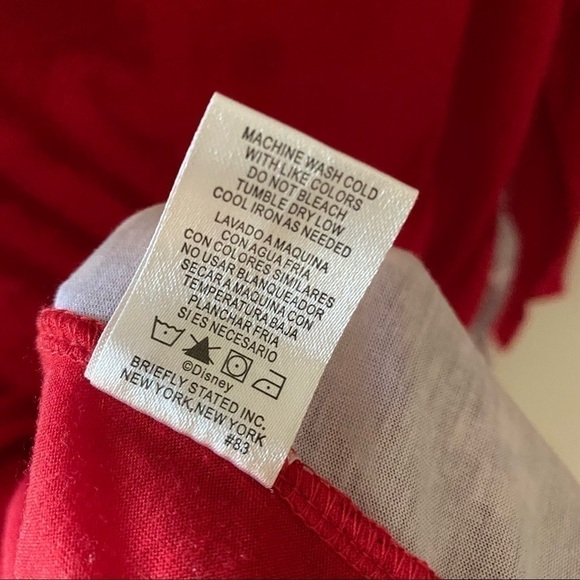 MACHINE WASH COLD
WITH LIKE COLORS
DO NOT BLEACH
TUMBLE DRY LOW
COOL IRON AS NEEDED
LAVADO A MAQUINA
CON AGUA FRIA
CON COLORES SIMILARES
NO USAR BLANQUEADOR
SECAR A MAQUINA CON
TEMPERATURA BAJA
PLANCHAR FRIA
SI ES NECESARIO
©Disney
BRIEFLY STATED INC.
NEW YORK, NEW YORK
#83